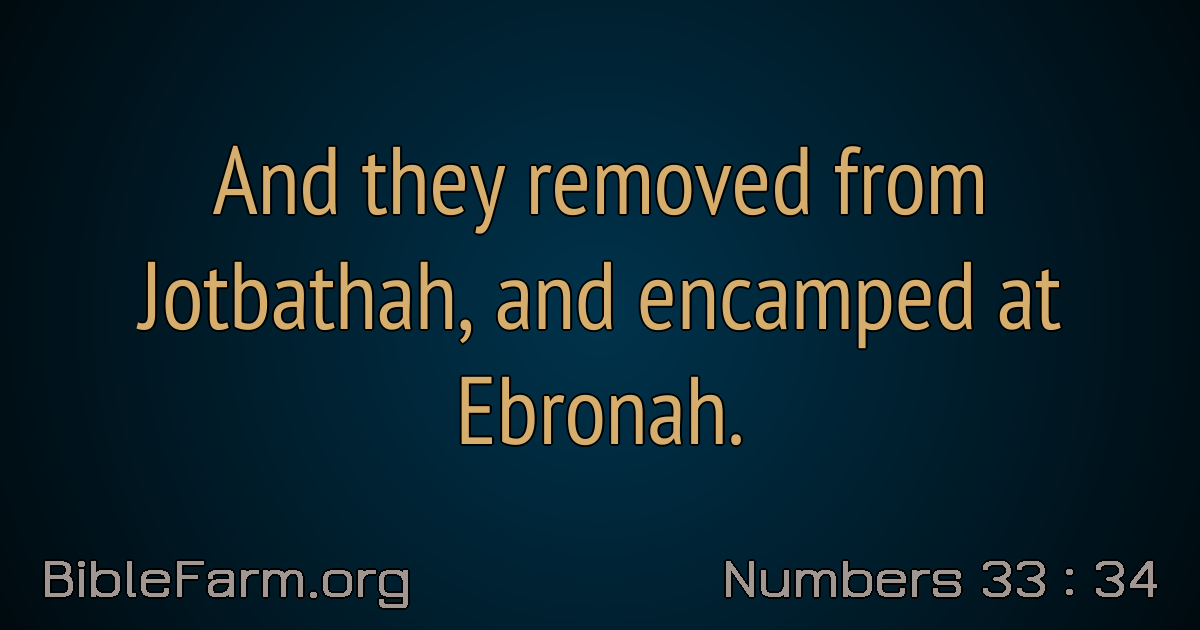 And they removed from
Jotbathah, and encamped at
Ebronah.
BibleFarm.org
Numbers 33 : 34